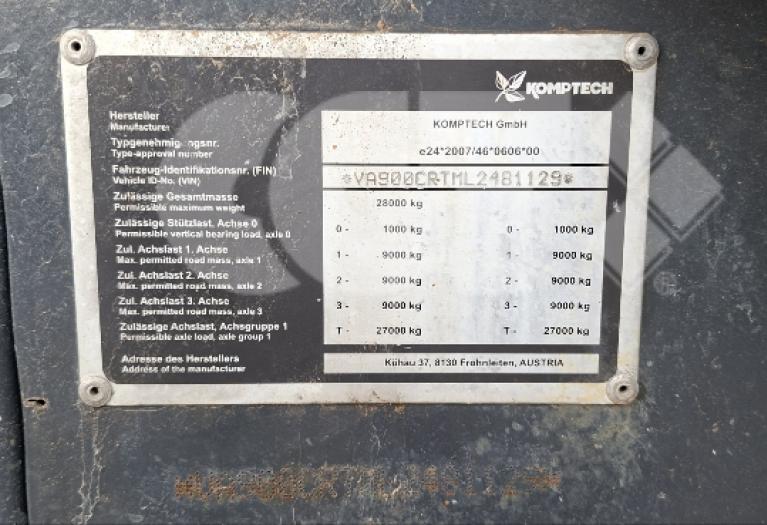 KOMPTECH
Hersteller
Manufacturer
KOMPTECH GmbH
Typgenehmigungsnr.
Type-approval number
e24*2007/46*0606*00
Fahrzeug-Identifikationsnr. (FIN)
Vehicle ID-No. (VIN)
*VA900CRTML2481129*
Zulässige Gesamtmasse
Permissible maximum weight
28000 kg
Zulässige Stützlast, Achse 0
Permissible vertical bearing load, axle 0
0 - 1000 kg 0 - 1000 kg
Zul. Achslast 1. Achse
Max. permitted road mass, axle 1
1 - 9000 kg 1 - 9000 kg
Zul. Achslast 2. Achse
Max. permitted road mass, axle 2
2 - 9000 kg 2 - 9000 kg
Zul. Achslast 3. Achse
Max. permitted road mass, axle 3
3 - 9000 kg 3 - 9000 kg
Zulässige Achslast, Achsgruppe 1
Permissible axle load, axle group 1
T - 27000 kg T - 27000 kg
Adresse des Herstellers
Address of the manufacturer
Kühau 37, 8130 Frohnleiten, AUSTRIA
*VA900CRTML2481129*